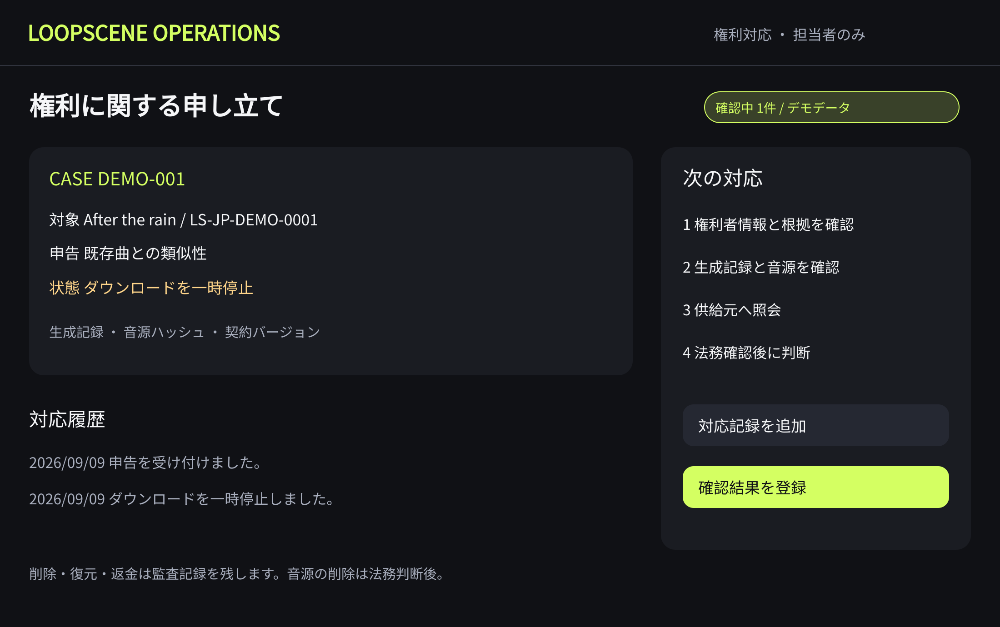 LOOPSCENE OPERATIONS
権利対応 ・ 担当者のみ
権利に関する申し立て
確認中 1件 / デモデータ
CASE DEMO-001
対象 After the rain / LS-JP-DEMO-0001
申告 既存曲との類似性
状態 ダウンロードを一時停止
生成記録 ・ 音源ハッシュ ・ 契約バージョン
次の対応
1 権利者情報と根拠を確認
2 生成記録と音源を確認
3 供給元へ照会
4 法務確認後に判断
対応記録を追加
確認結果を登録
対応履歴
2026/09/09 申告を受け付けました。
2026/09/09 ダウンロードを一時停止しました。
削除・復元・返金は監査記録を残します。音源の削除は法務判断後。